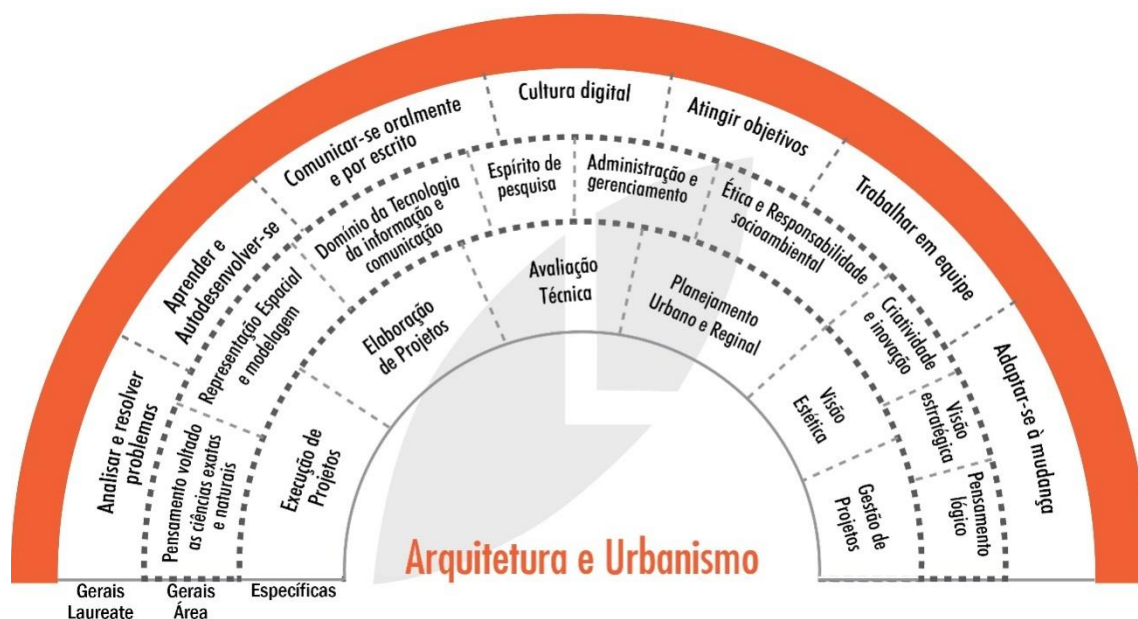 Analisar e resolver
problemas
Aprender e
Autodesenvolver-se
Comunicar-se oralmente
e por escrito
Cultura digital
Atingir objetivos
Trabalhar em equipe
Adaptar-se à mudança
Pensamento voltado
as ciências exatas
e naturais
Representação Espacial
e modelagem
Domínio da Tecnologia
da informação e
comunicação
Espírito de
pesquisa
Administração e
gerenciamento
Ética e Responsabilidade
socioambiental
Criatividade
e inovação
Visão
estratégica
Pensamento
lógico
Execução de
Projetos
Elaboração
de Projetos
Avaliação
Técnica
Planejamento
Urbano e Reginal
Visão
Estética
Gestão de
Projetos
Arquitetura e Urbanismo
Gerais
Laureate
Gerais
Área
Específicas